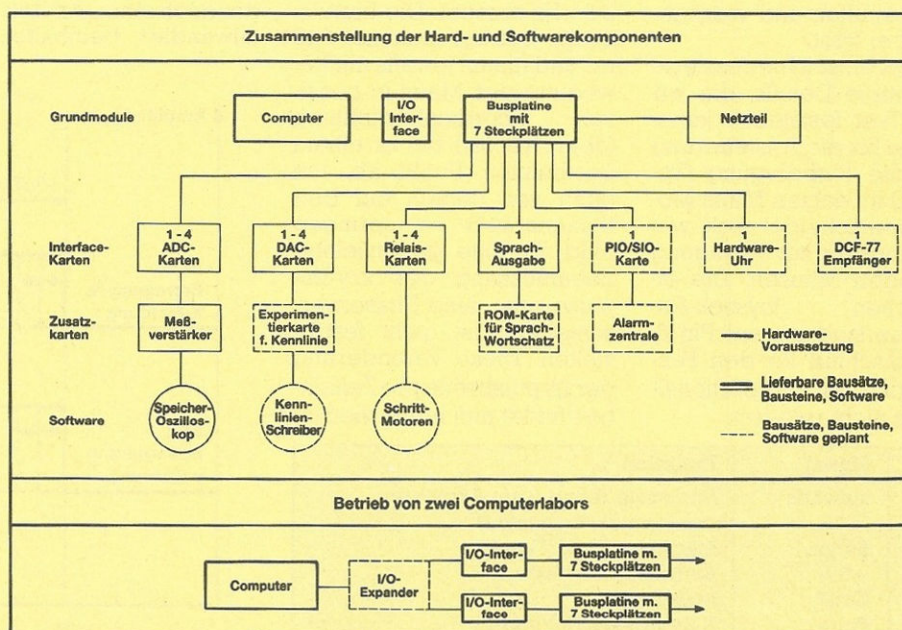 Zusammenstellung der Hard- und Softwarekomponenten
Grundmodule
Computer
I/O
Interface
Busplatine
mit
7 Steckplätzen
Netzteil
Interface-
Karten
1 - 4
ADC-
Karten
1 - 4
DAC-
Karten
1 - 4
Relais-
Karten
1
Sprach-
Ausgabe
1
PIO/SIO-
Karte
1
Hardware-
Uhr
1
DCF-77
Empfänger
Zusatz-
karten
Meß-
verstärker
Experimen-
tierkarte
f. Kennlinie
ROM-Karte
für Sprach-
Wortschatz
Alarm-
zentrale
Software
Speicher-
Oszillos-
kop
Kenn-
linien-
Schreiber
Schritt-
Motoren
Hardware-
Voraussetzung
Lieferbare Bausätze,
Bausteine, Software
Bausätze, Bausteine,
Software geplant
Betrieb von zwei Computerlabors
Computer
I/O-
Expander
I/O-Inter-
face
Busplatine m.
7 Steckplätzen
I/O-Inter-
face
Busplatine m.
7 Steckplätzen